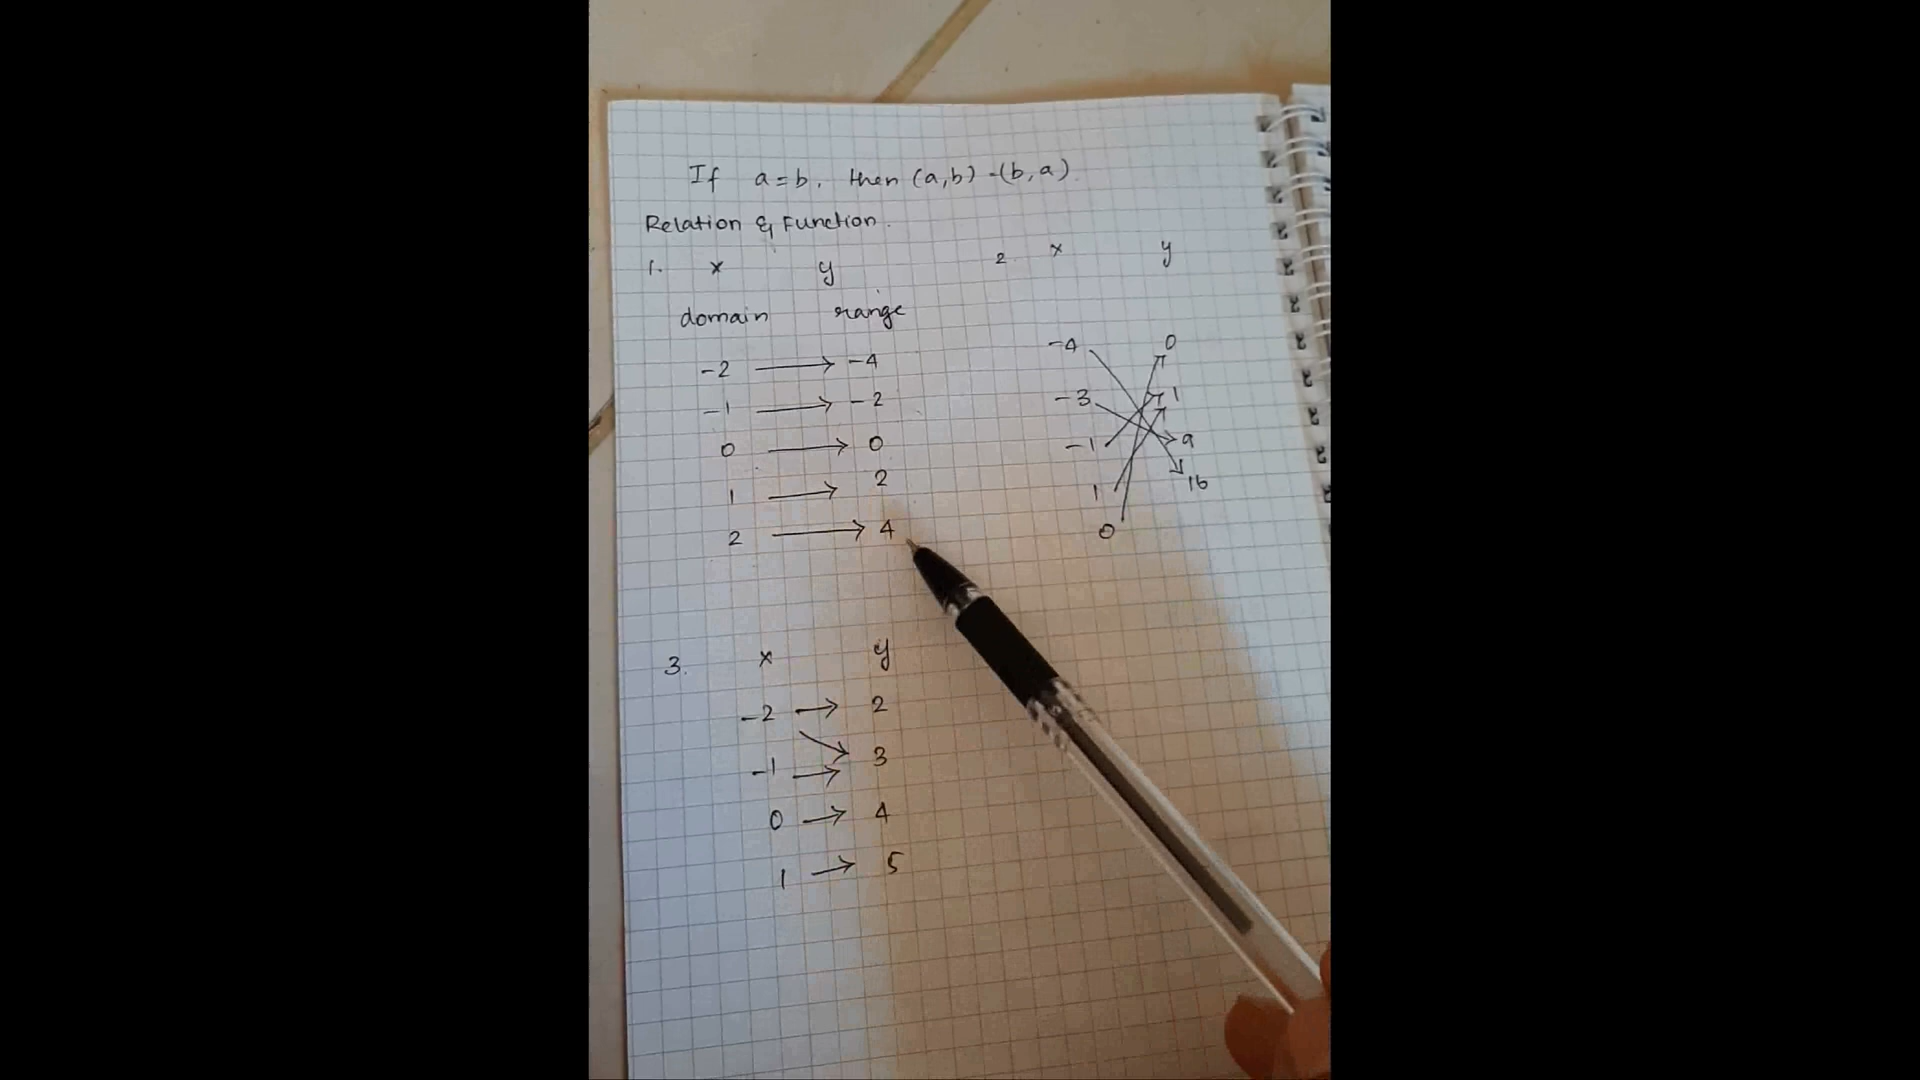 If a = b, then (a,b) - (b,a).
Relation & Function.
1. x y
domain range
-2 → -4
-1 → -2
0 → 0
1 → 2
2 → 4
2. x y
-4 0
-3 1
-1 9
1 16
0
3. x y
-2 → 2
-1 → 3
0 → 4
1 → 5